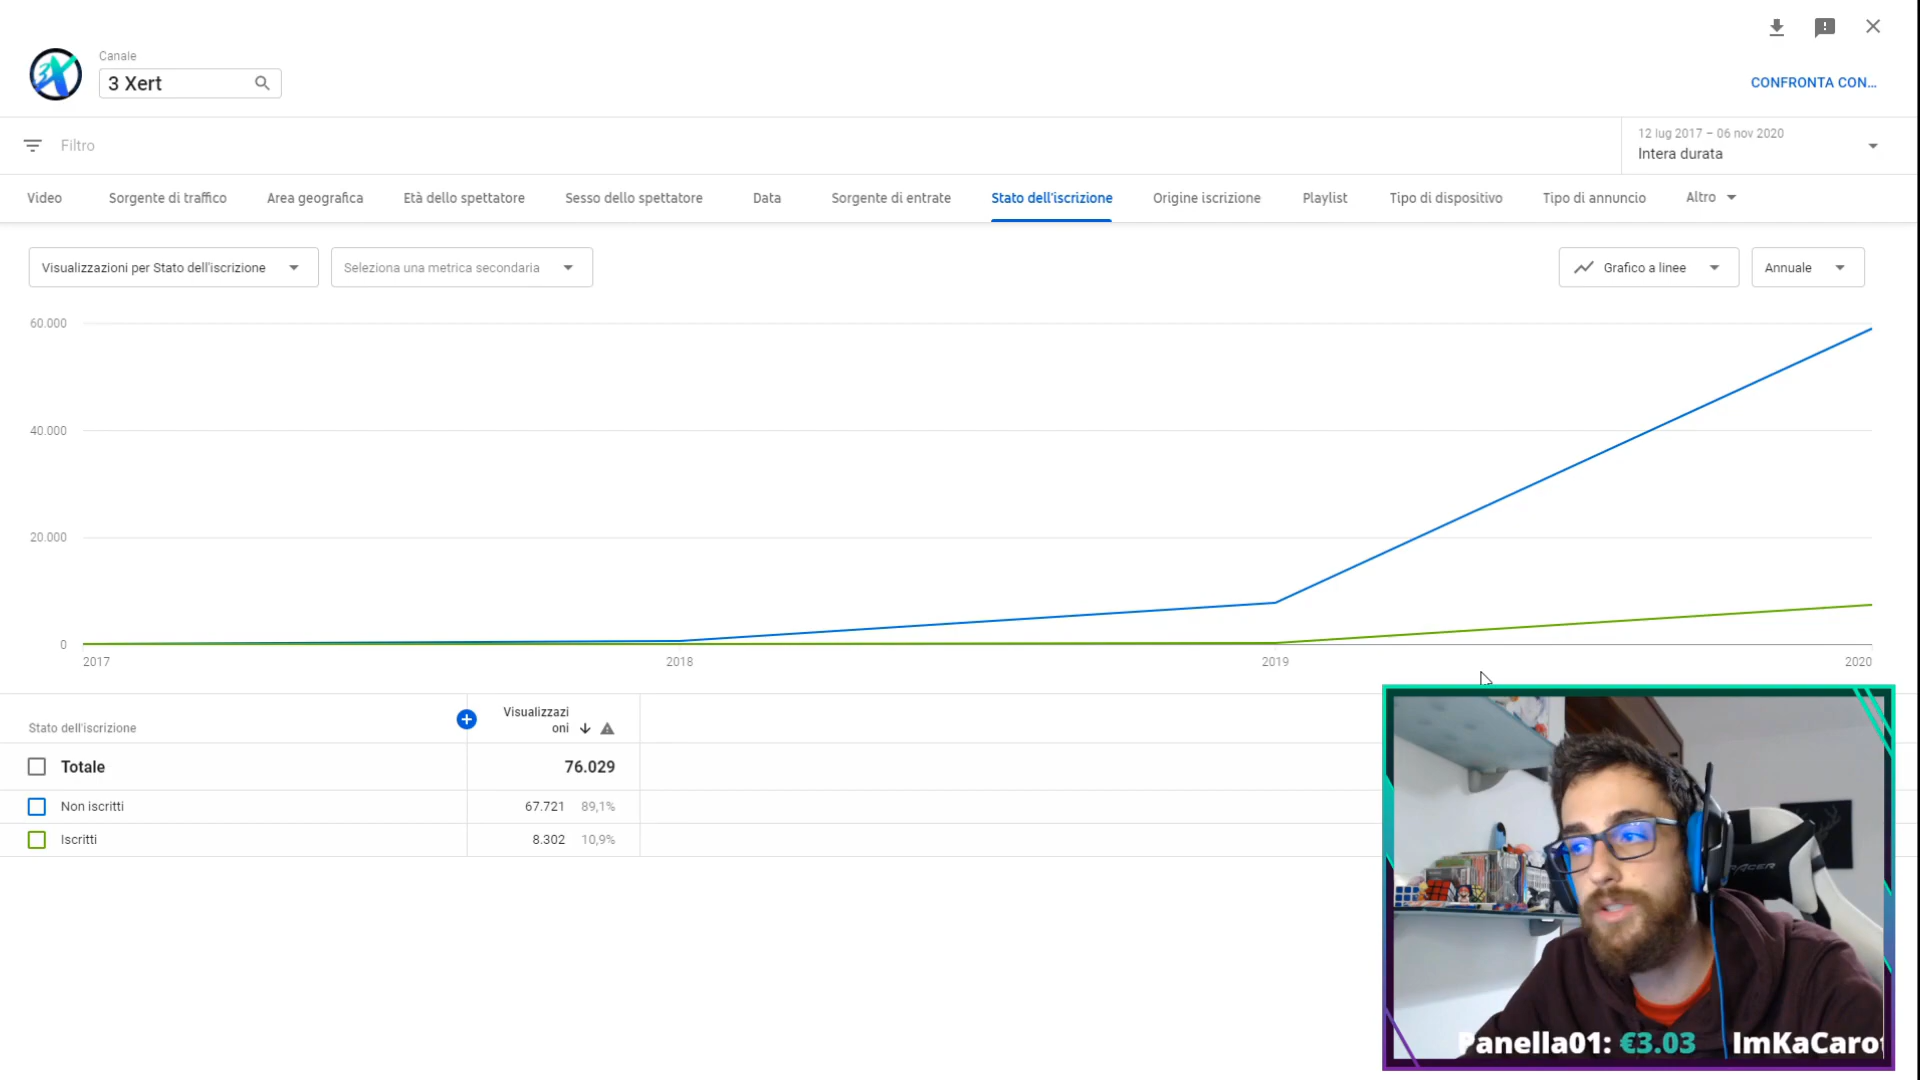 Canale
3 Xert
CONFRONTA CON...
Filtro
12 lug 2017 – 06 nov 2020
Intera durata
Video Sorgente di traffico Area geografica Età dello spettatore Sesso dello spettatore Data Sorgente di entrate Stato dell'iscrizione Origine iscrizione Playlist Tipo di dispositivo Tipo di annuncio Altro
Visualizzazioni per Stato dell'iscrizione Seleziona una metrica secondaria Grafico a linee Annuale
60.000
40.000
20.000
0
2017 2018 2019 2020
Stato dell'iscrizione
Visualizzazi
oni
Totale 76.029
Non iscritti 67.721 89,1%
Iscritti 8.302 10,9%
Panella01: €3.03 ImKaCaro